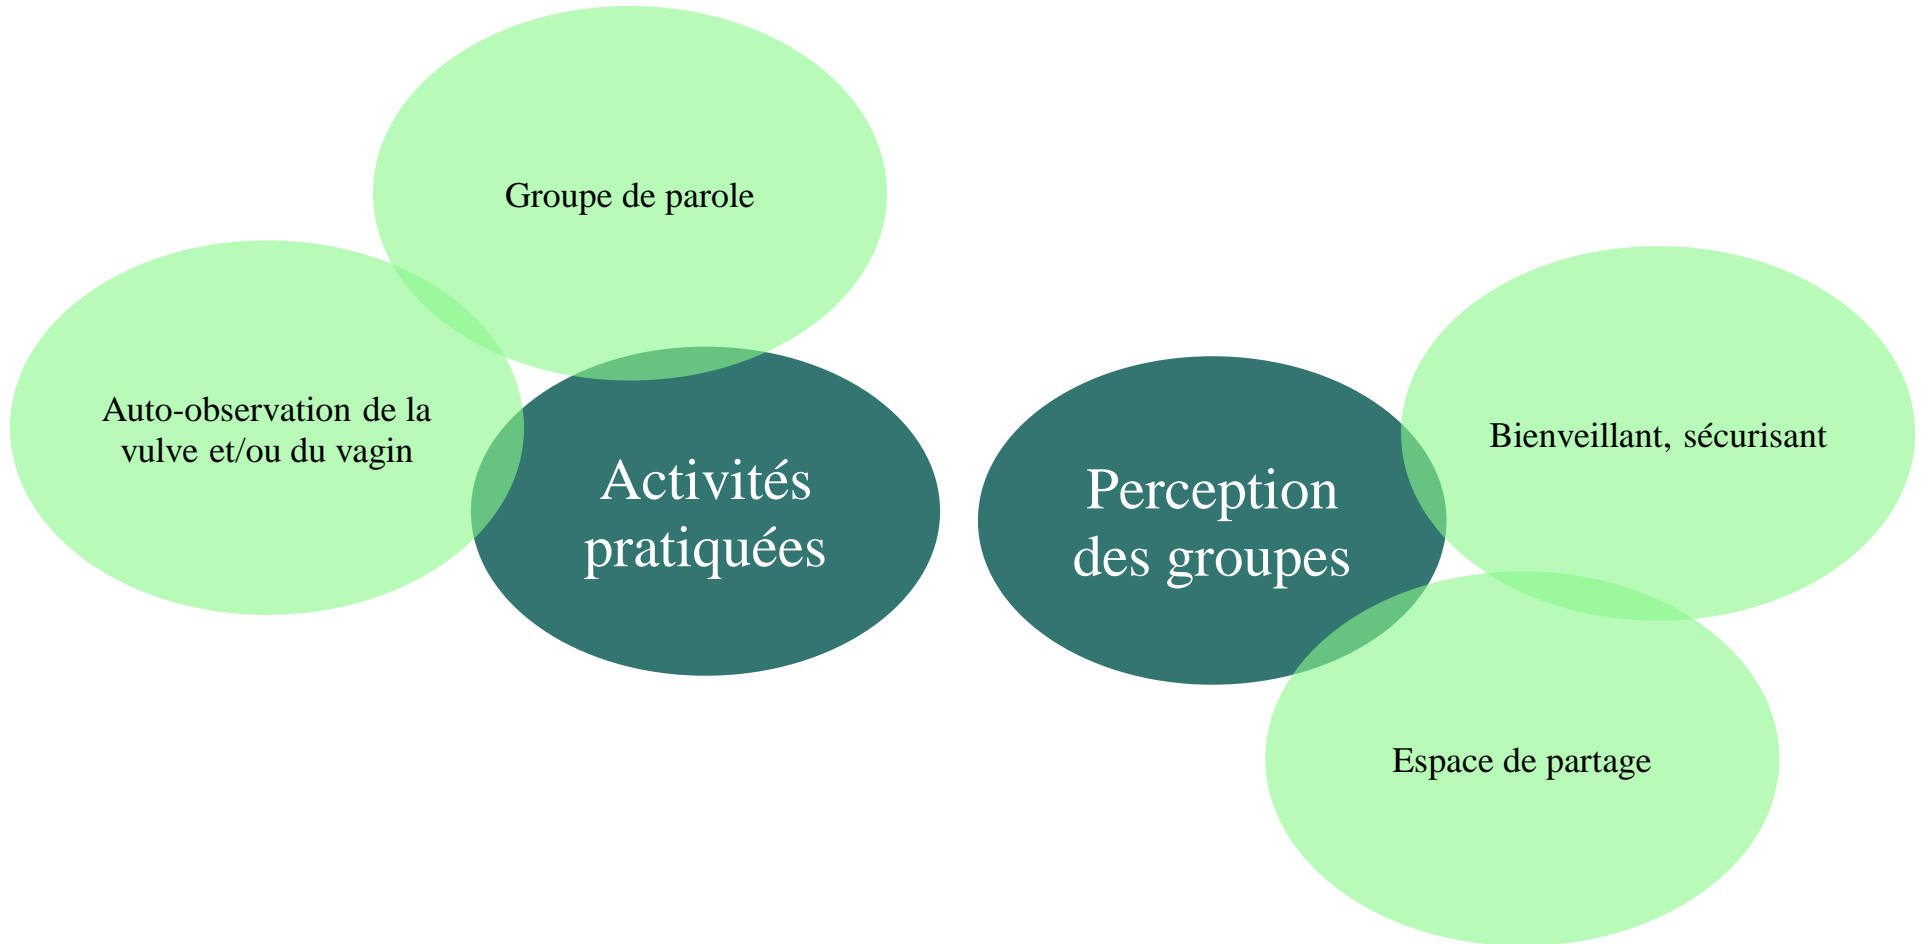 Groupe de parole
Auto-observation de la
vulve et/ou du vagin
Activités
pratiquées
Perception
des groupes
Bienveillant, sécurisant
Espace de partage